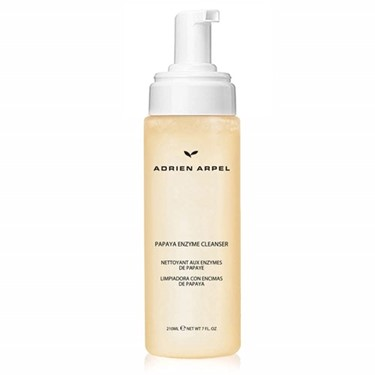 ADRIEN ARPEL
PAPAYA ENZYME CLEANSER
NETTOYANT AUX ENZYMES
DE PAPAYE
LIMPIADORA CON ENCIMAS
DE PAPAYA
210ML e NET WT 7 FL. OZ